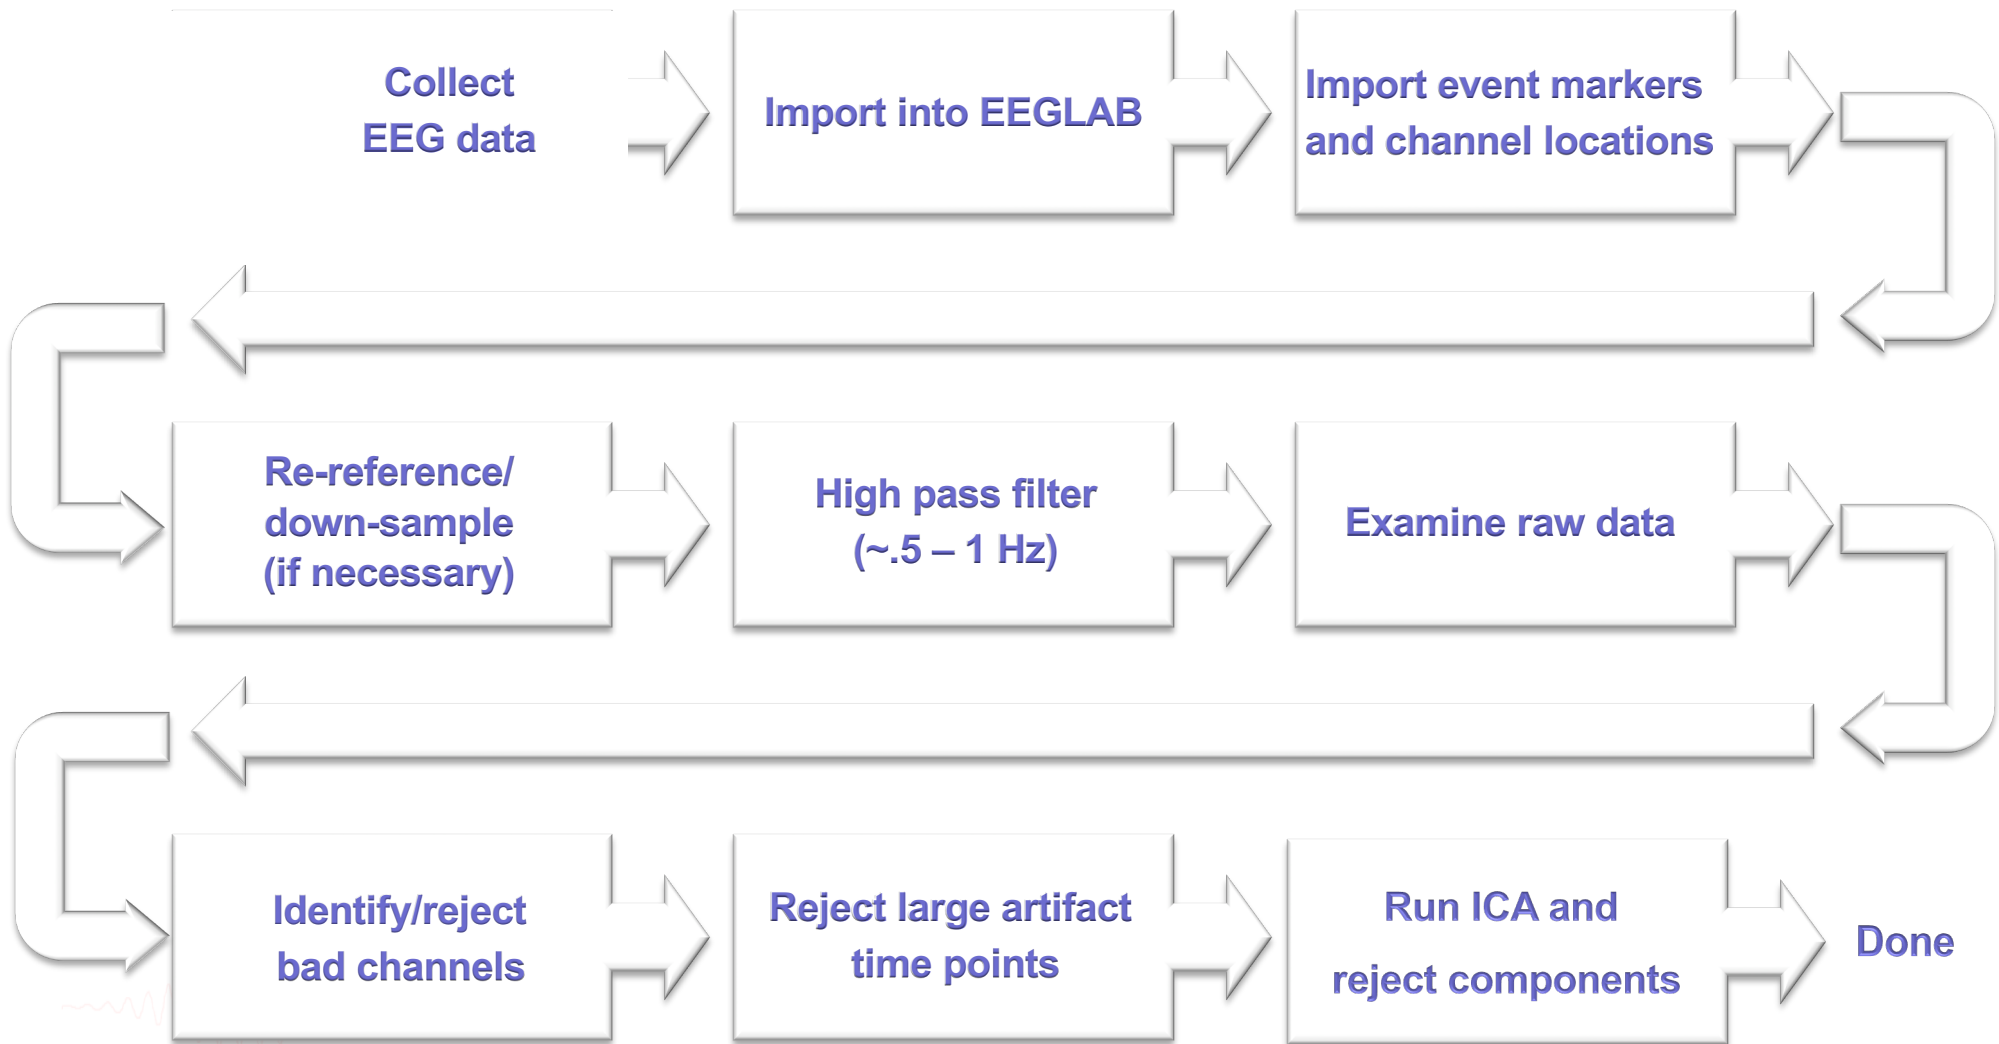 Collect
EEG data
Import into EEGLAB
Import event markers
and channel locations
Re-reference/
down-sample
(if necessary)
High pass filter
(~.5 – 1 Hz)
Examine raw data
Identify/reject
bad channels
Reject large artifact
time points
Run ICA and
reject components
Done